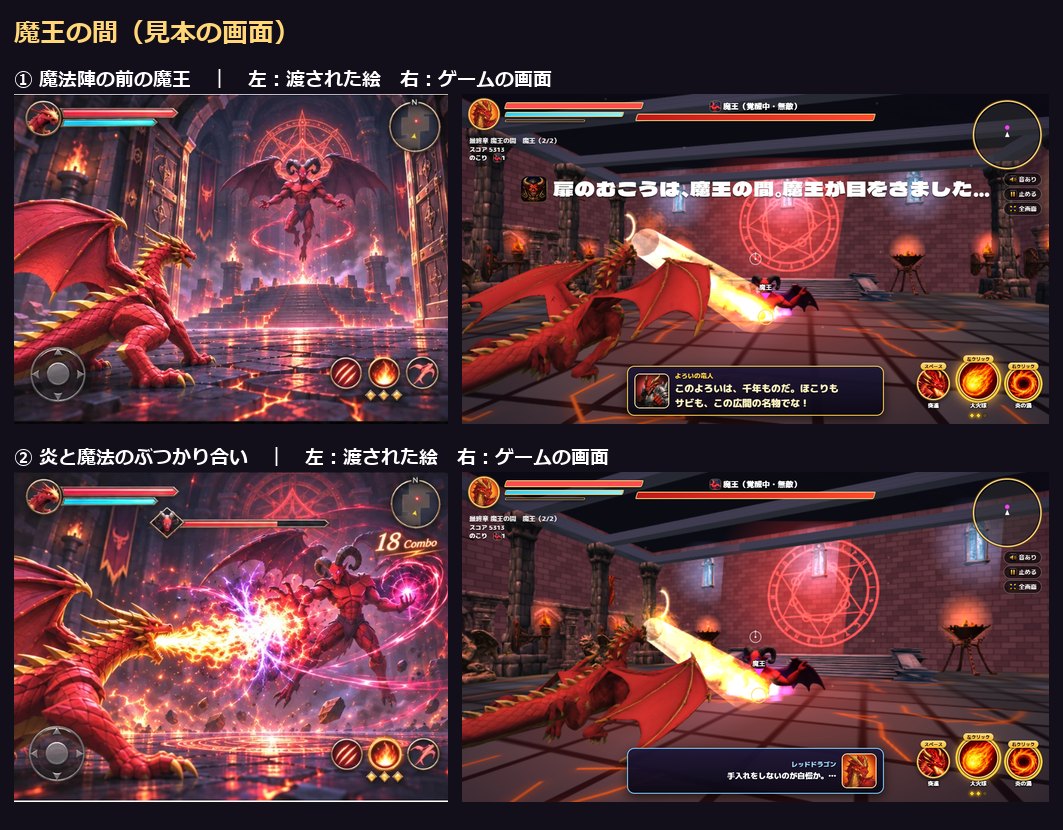 魔王の間（見本の画面）
① 魔法陣の前の魔王　｜　左：渡された絵　右：ゲームの画面
N
魔王（覚醒中・無敵）
最終章 魔王の間　魔王（2/2）
スコア 5313
のこり 1
扉のむこうは、魔王の間。魔王が目をさました…
音あり
止める
全画面
魔王
よろいの竜人
このよろいは、千年ものだ。ほこりも
サビも、この広間の名物でな！
スペース
左クリック
右クリック
突進
大火球
炎の渦
② 炎と魔法のぶつかり合い　｜　左：渡された絵　右：ゲームの画面
N
18 Combo
魔王（覚醒中・無敵）
最終章 魔王の間　魔王（2/2）
スコア 5313
のこり 1
音あり
止める
全画面
魔王
レッドドラゴン
手入れをしないのが自慢か。…
スペース
左クリック
右クリック
突進
大火球
炎の渦